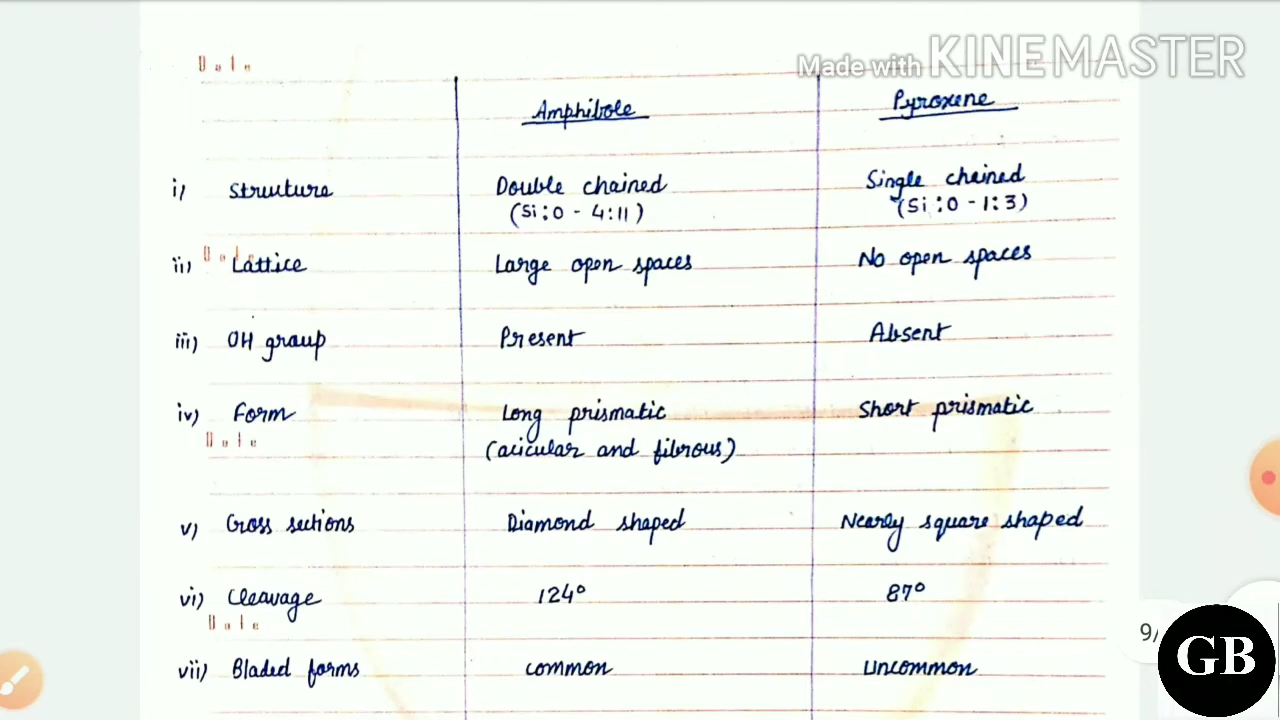 Date
Made with KINEMASTER
Amphibole Pyroxene
i) Structure Double chained Single chained
(Si:O - 4:11) (Si:O - 1:3)
Date
ii) Lattice Large open spaces No open spaces
iii) OH group Present Absent
iv) Form Long prismatic Short prismatic
Date
(acicular and fibrous)
v) Cross sections Diamond shaped Nearly square shaped
vi) Cleavage 124° 87°
Date
9/
vii) Bladed forms common uncommon
GB